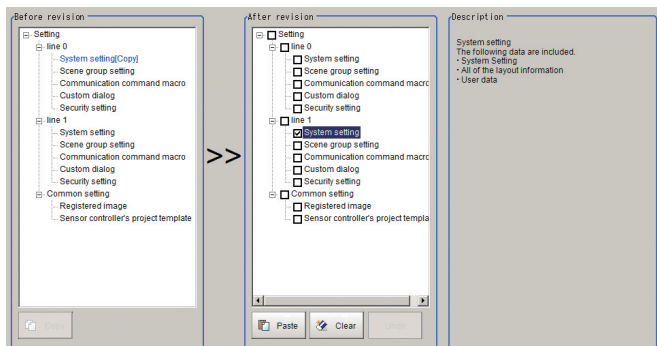 Before revision
Setting
line 0
System setting[Copy]
Scene group setting
Communication command macro
Custom dialog
Security setting
line 1
System setting
Scene group setting
Communication command macro
Custom dialog
Security setting
Common setting
Registered image
Sensor controller's project template
Copy
>>
After revision
Setting
line 0
System setting
Scene group setting
Communication command macro
Custom dialog
Security setting
line 1
System setting
Scene group setting
Communication command macro
Custom dialog
Security setting
Common setting
Registered image
Sensor controller's project templa
Paste
Clear
Undo
Description
System setting
The following data are included.
・System Setting
・All of the layout information
・User data